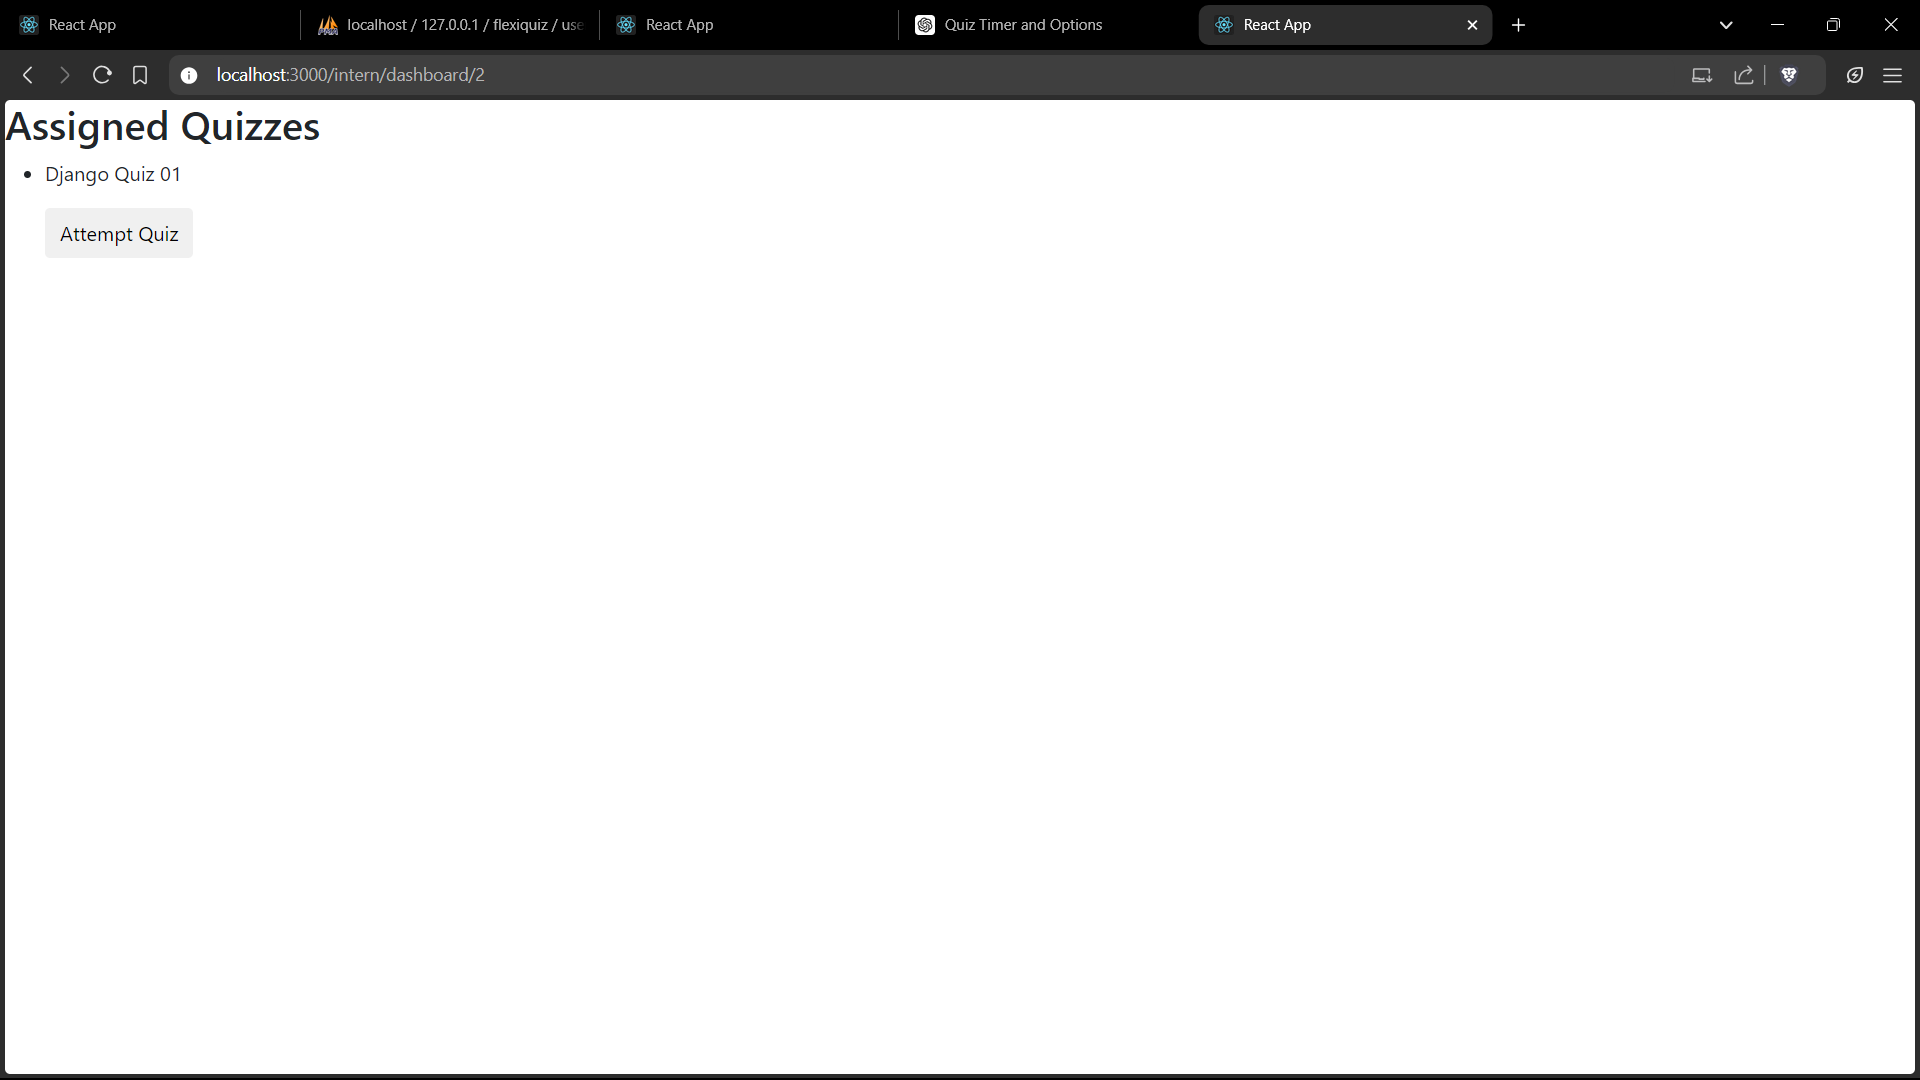 React App
localhost / 127.0.0.1 / flexiquiz / use
React App
Quiz Timer and Options
React App
localhost:3000/intern/dashboard/2
Assigned Quizzes
Django Quiz 01
Attempt Quiz